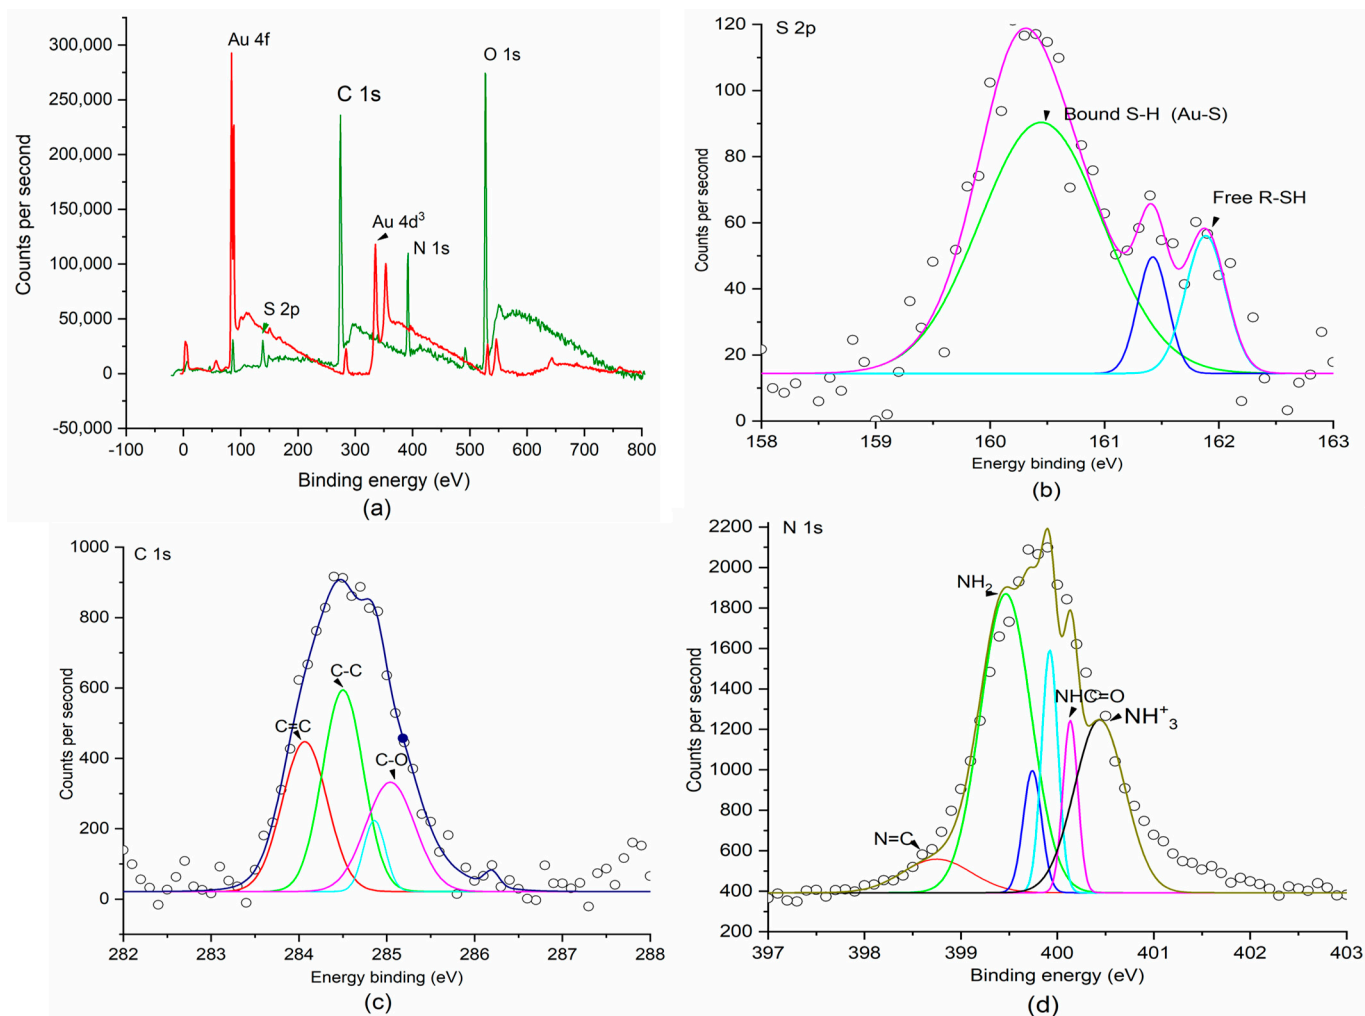 Au 4f
C 1s
O 1s
Au 4d³
N 1s
S 2p
300,000
250,000
200,000
150,000
100,000
50,000
0
-50,000
Counts per second
-100 0 100 200 300 400 500 600 700 800
Binding energy (eV)
(a)
S 2p
Bound S-H (Au-S)
Free R-SH
120
100
80
60
40
20
0
Counts per second
158 159 160 161 162 163
Energy binding (eV)
(b)
C 1s
C-C
C=C
C-O
1000
800
600
400
200
0
Counts per second
282 283 284 285 286 287 288
Energy binding (eV)
(c)
N 1s
NH₂
NHC=O
NH⁺₃
N=C
2200
2000
1800
1600
1400
1200
1000
800
600
400
200
Counts per second
397 398 399 400 401 402 403
Binding energy (eV)
(d)